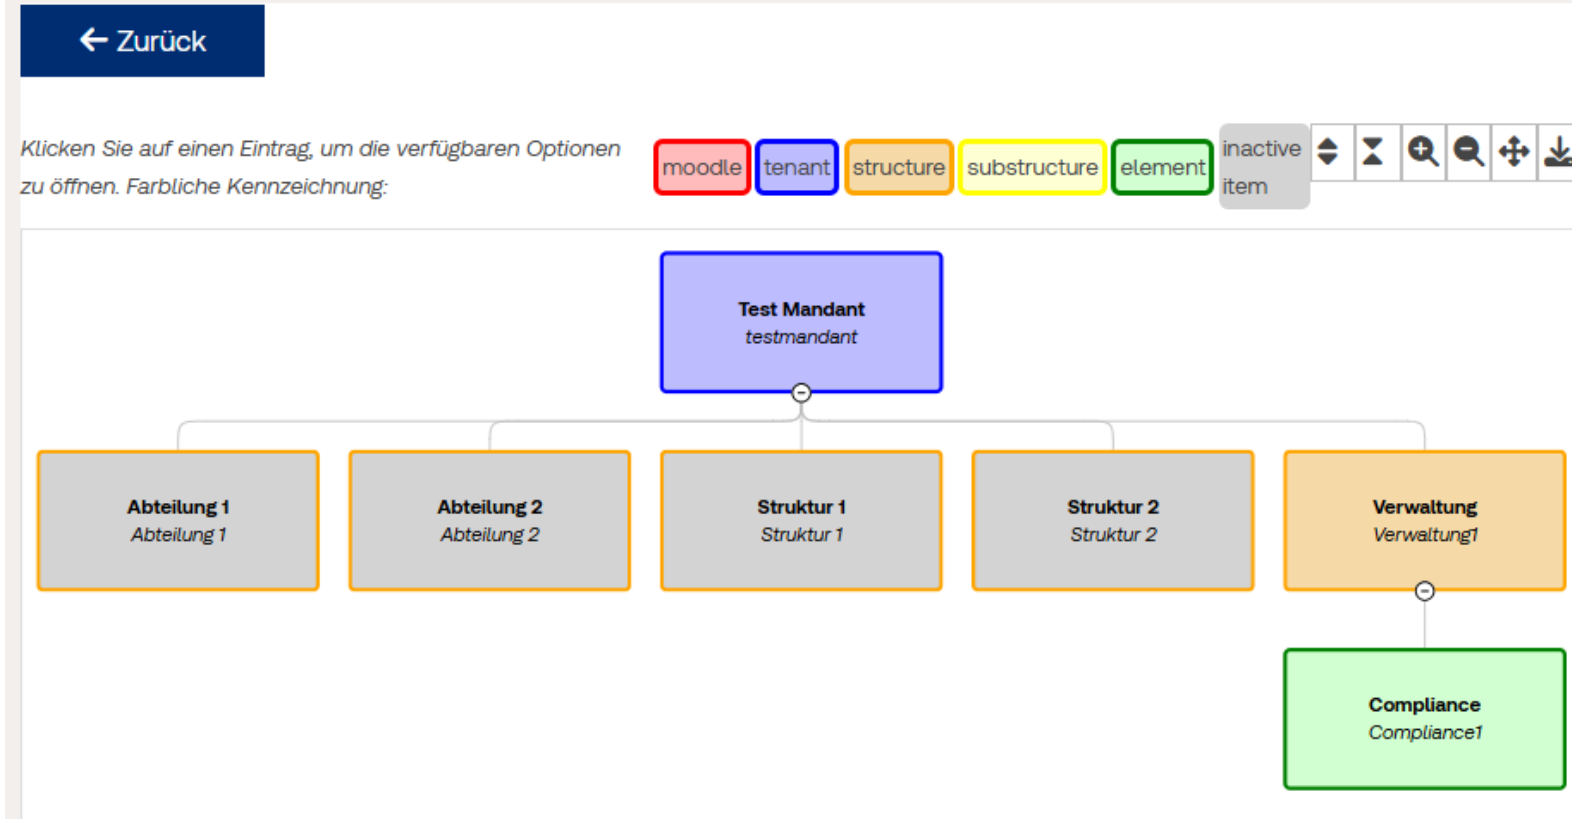 Zurück
Klicken Sie auf einen Eintrag, um die verfügbaren Optionen
zu öffnen. Farbliche Kennzeichnung:
moodle
tenant
structure
substructure
element
inactive
item
Test Mandant
testmandant
Abteilung 1
Abteilung 1
Abteilung 2
Abteilung 2
Struktur 1
Struktur 1
Struktur 2
Struktur 2
Verwaltung
Verwaltung1
Compliance
Compliance1